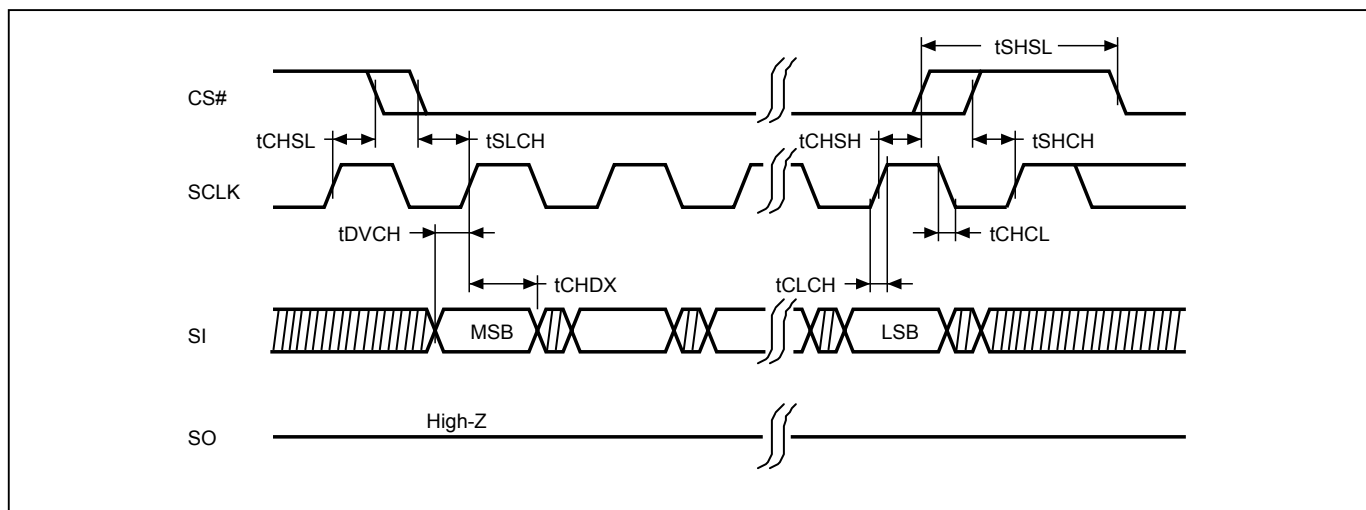 tSHSL
CS#
tCHSL
tSLCH
tCHSH
tSHCH
SCLK
tDVCH
tCHCL
tCHDX
tCLCH
SI
MSB
LSB
High-Z
SO